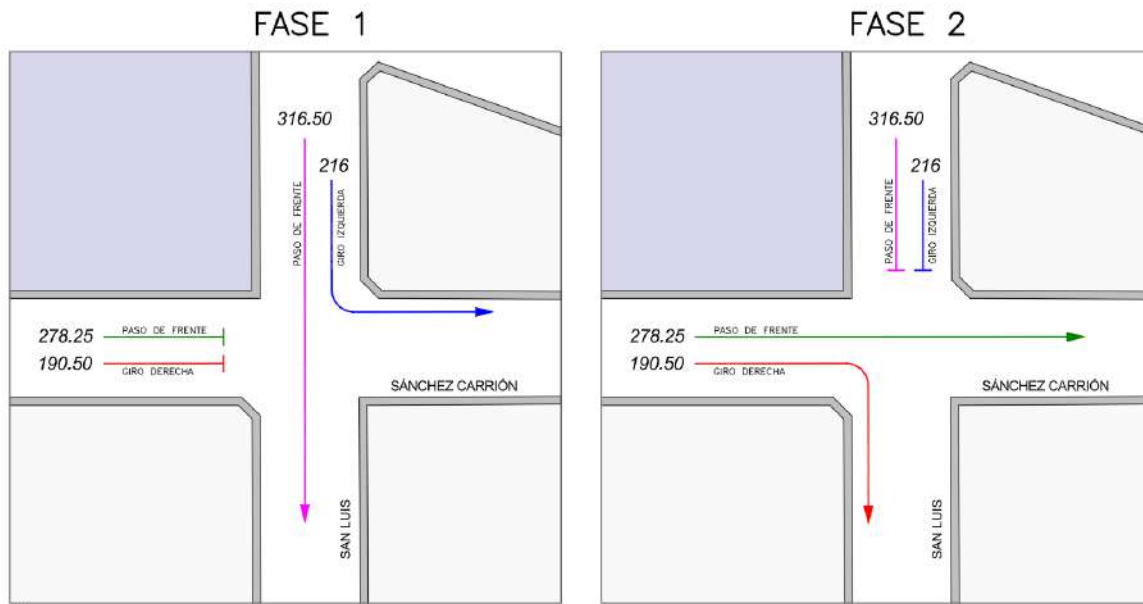 FASE 1
316.50
216
PASO DE FRENTE
GIRO IZQUIERDA
278.25
PASO DE FRENTE
190.50
GIRO DERECHA
SÁNCHEZ CARRIÓN
SAN LUIS
FASE 2
316.50
216
PASO DE FRENTE
GIRO IZQUIERDA
278.25
PASO DE FRENTE
190.50
GIRO DERECHA
SÁNCHEZ CARRIÓN
SAN LUIS